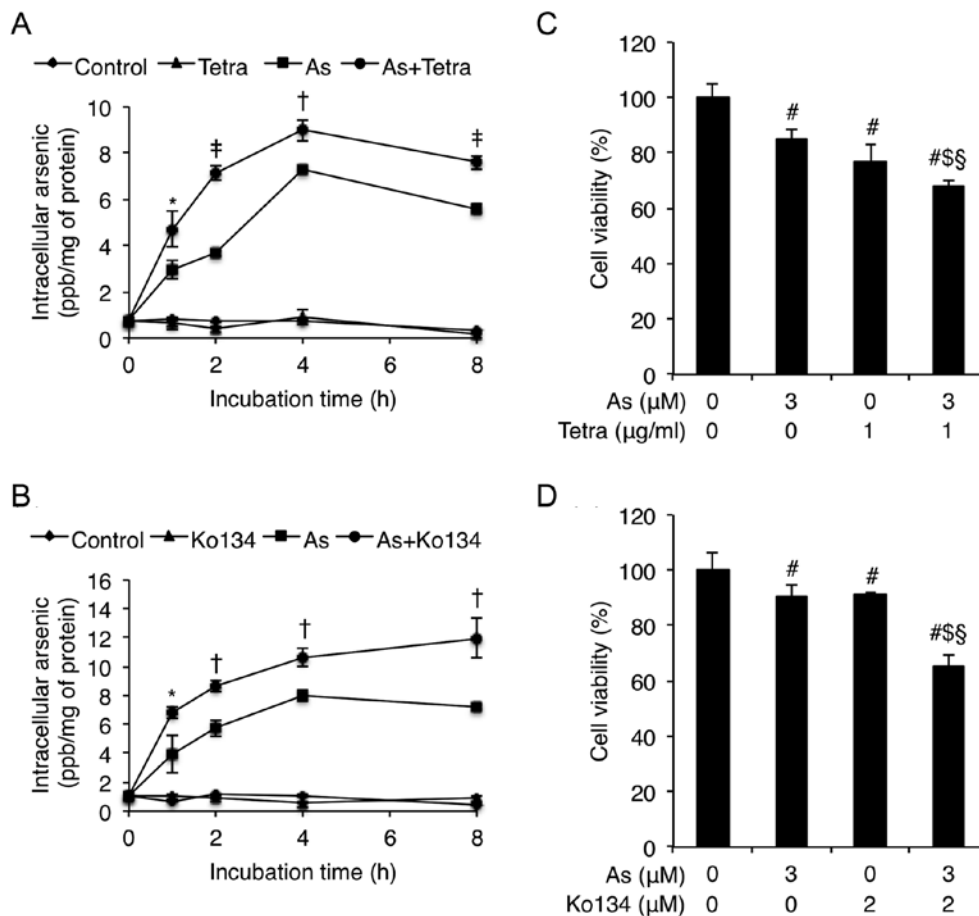 A
Control Tetra As As+Tetra
Intracellular arsenic
(ppb/mg of protein)
10
8
6
4
2
0
* ‡ † ‡
0 2 4 6 8
Incubation time (h)
B
Control Ko134 As As+Ko134
Intracellular arsenic
(ppb/mg of protein)
16
14
12
10
8
6
4
2
0
* † † †
0 2 4 6 8
Incubation time (h)
C
Cell viability (%)
120
100
80
60
40
20
0
# # #$§
As (μM) 0 3 0 3
Tetra (μg/ml) 0 0 1 1
D
Cell viability (%)
120
100
80
60
40
20
0
# # #$§
As (μM) 0 3 0 3
Ko134 (μM) 0 0 2 2